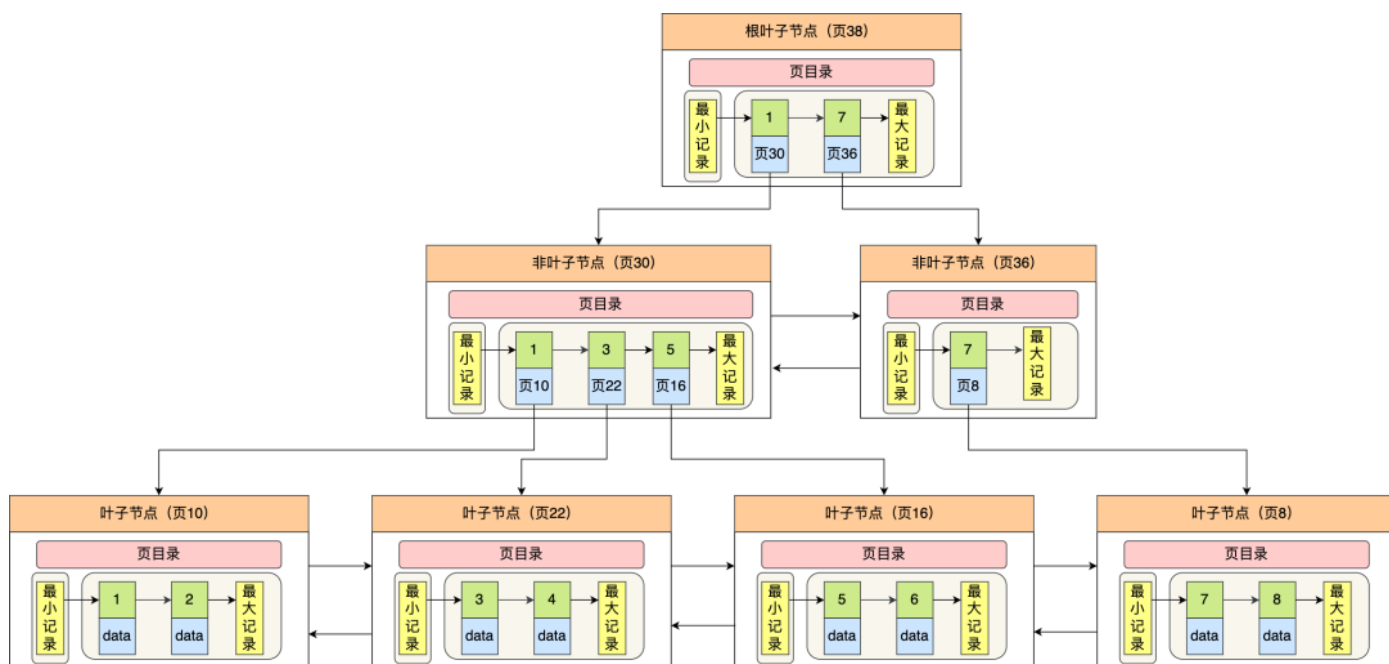 根叶子节点（页38）
页目录
最小记录
1
7
最大记录
页30
页36
非叶子节点（页30）
页目录
最小记录
1
3
5
最大记录
页10
页22
页16
非叶子节点（页36）
页目录
最小记录
7
最大记录
页8
叶子节点（页10）
页目录
最小记录
1
2
最大记录
data
data
叶子节点（页22）
页目录
最小记录
3
4
最大记录
data
data
叶子节点（页16）
页目录
最小记录
5
6
最大记录
data
data
叶子节点（页8）
页目录
最小记录
7
8
最大记录
data
data